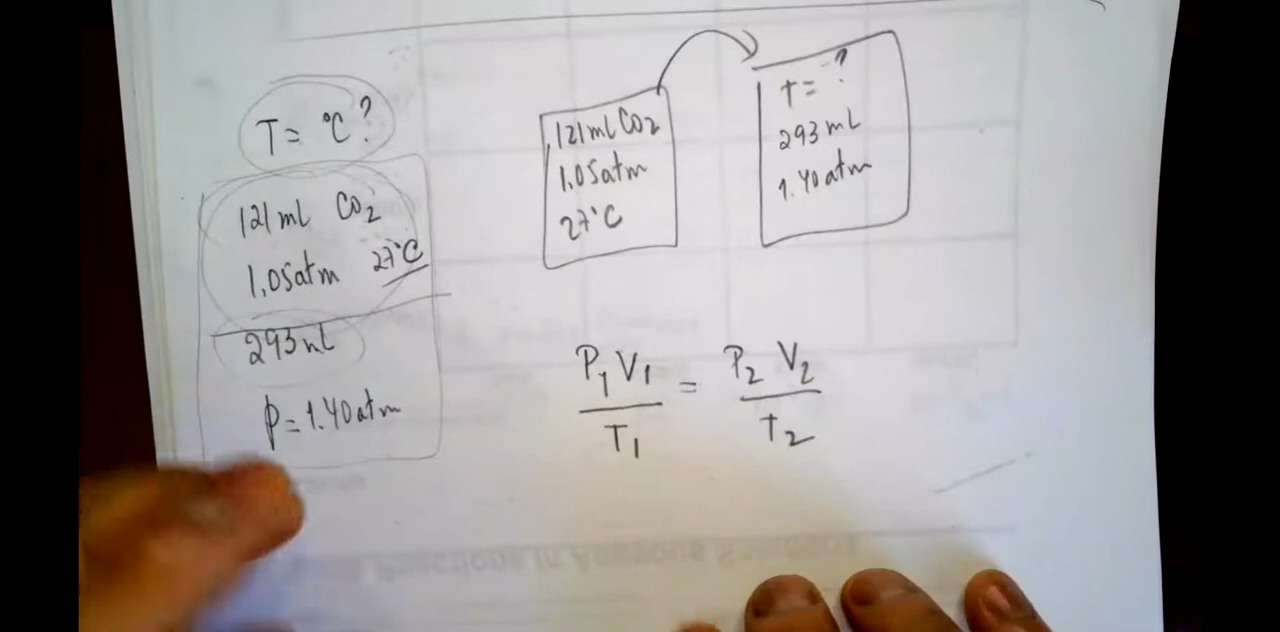 T = °C ?
121 ml CO2
1.05atm 27°C
293 ml
P = 1.40 atm
121 ml CO2
1.05 atm
27°C
T = ?
293 mL
1.40 atm
P1 V1 = P2 V2
T1 T2